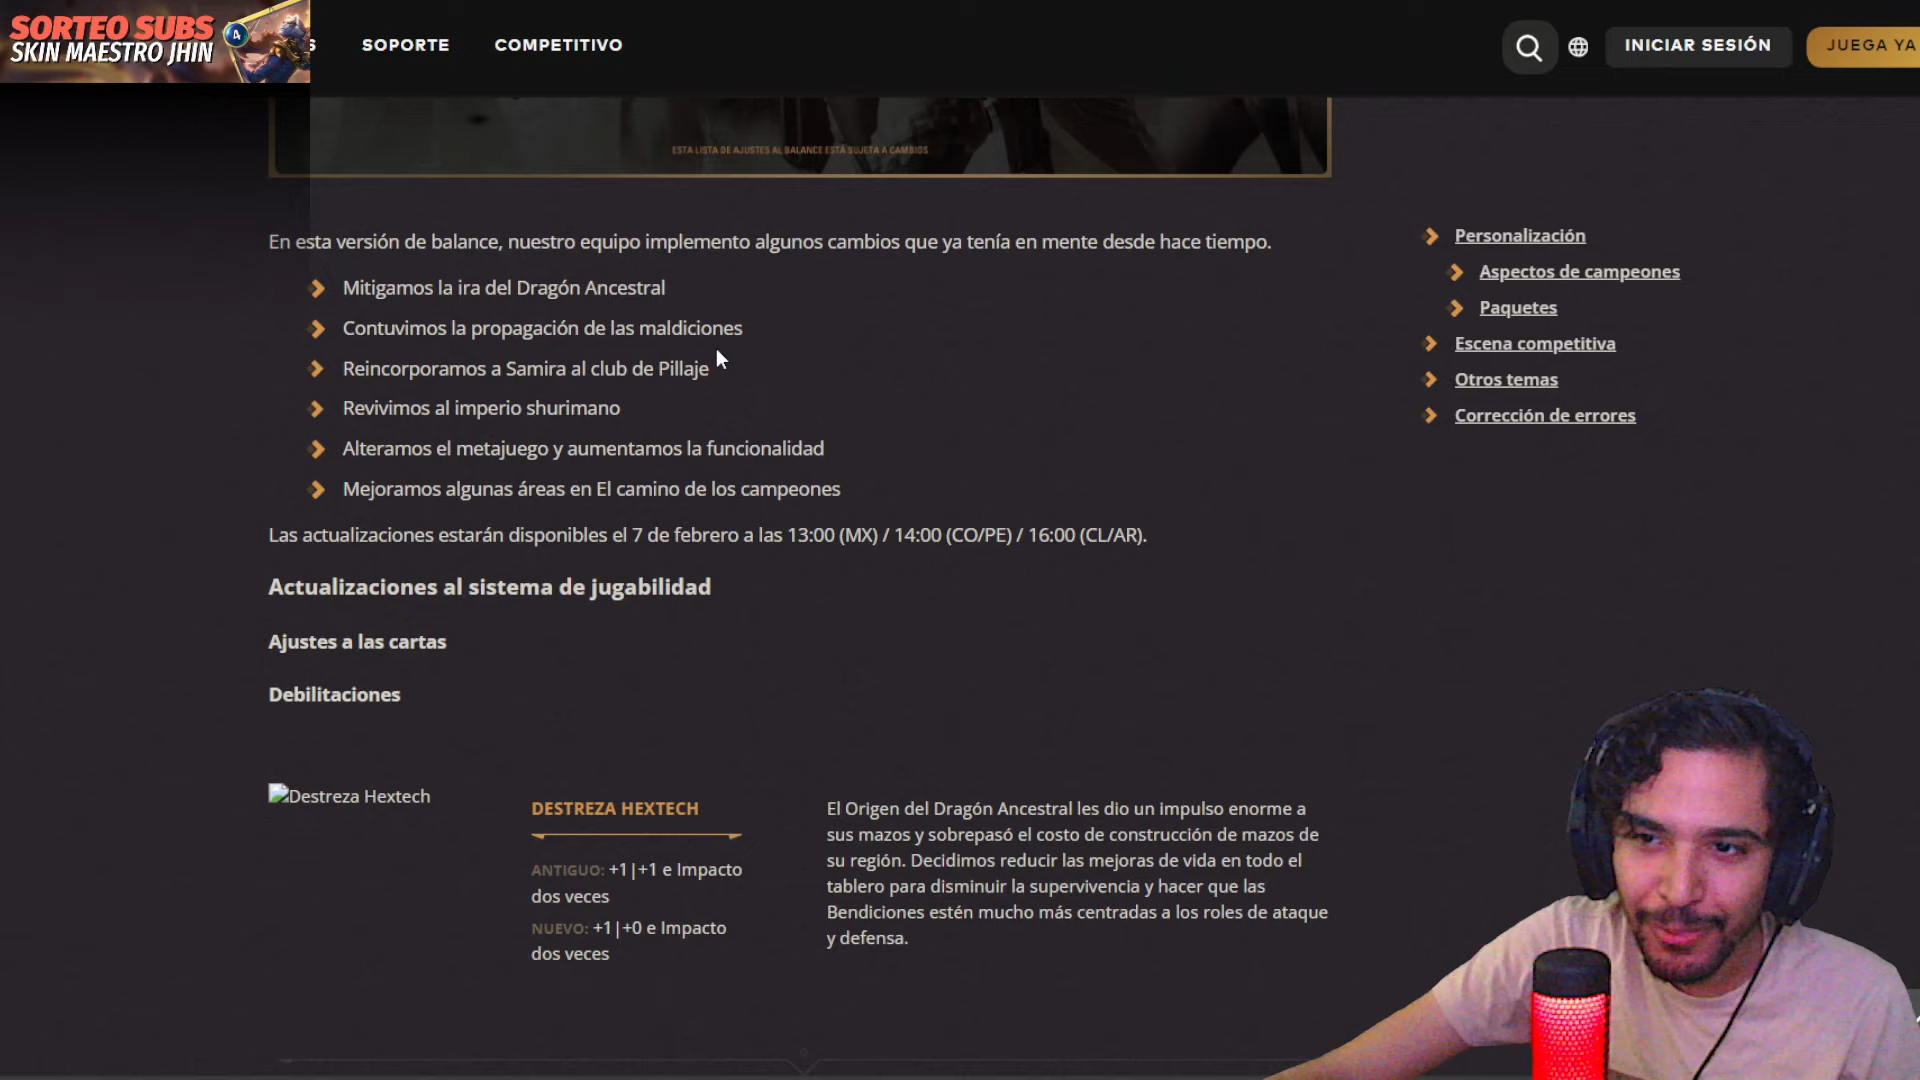 SORTEO SUBS
SKIN MAESTRO JHIN
4
S
SOPORTE
COMPETITIVO
INICIAR SESIÓN
JUEGA YA
ESTA LISTA DE AJUSTES AL BALANCE ESTÁ SUJETA A CAMBIOS
En esta versión de balance, nuestro equipo implemento algunos cambios que ya tenía en mente desde hace tiempo.
Mitigamos la ira del Dragón Ancestral
Contuvimos la propagación de las maldiciones
Reincorporamos a Samira al club de Pillaje
Revivimos al imperio shurimano
Alteramos el metajuego y aumentamos la funcionalidad
Mejoramos algunas áreas en El camino de los campeones
Las actualizaciones estarán disponibles el 7 de febrero a las 13:00 (MX) / 14:00 (CO/PE) / 16:00 (CL/AR).
Actualizaciones al sistema de jugabilidad
Ajustes a las cartas
Debilitaciones
Destreza Hextech
DESTREZA HEXTECH
ANTIGUO: +1|+1 e Impacto
dos veces
NUEVO: +1|+0 e Impacto
dos veces
El Origen del Dragón Ancestral les dio un impulso enorme a
sus mazos y sobrepasó el costo de construcción de mazos de
su región. Decidimos reducir las mejoras de vida en todo el
tablero para disminuir la supervivencia y hacer que las
Bendiciones estén mucho más centradas a los roles de ataque
y defensa.
Personalización
Aspectos de campeones
Paquetes
Escena competitiva
Otros temas
Corrección de errores